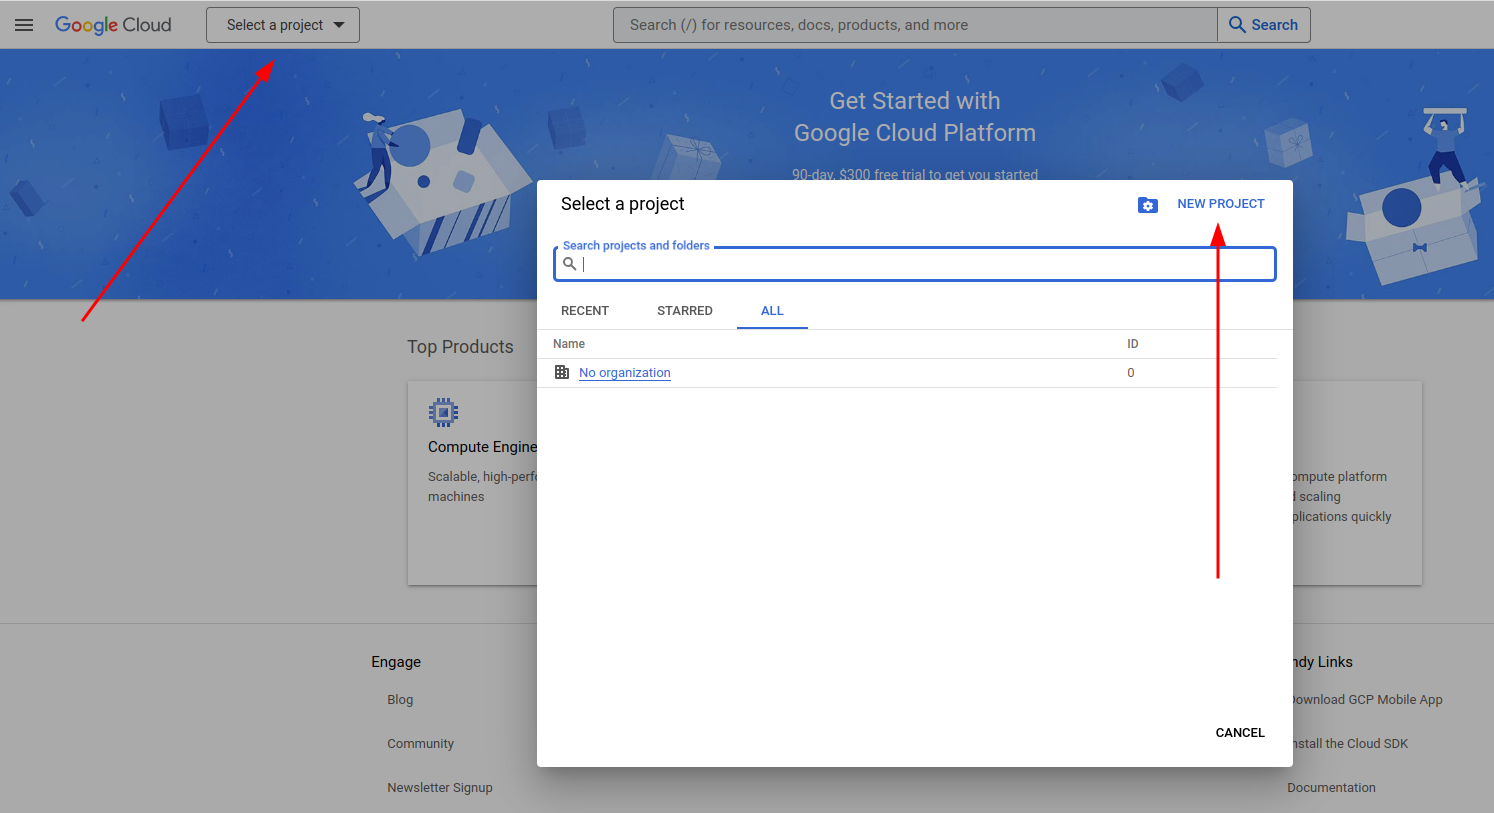 Google Cloud
Select a project
Search (/) for resources, docs, products, and more
Search
Get Started with
Google Cloud Platform
90-day, $300 free trial to get you started
Select a project
NEW PROJECT
Search projects and folders
RECENT STARRED ALL
Name ID
No organization 0
Top Products
Compute Engine
Scalable, high-perfo
machines
ompute platform
scaling
plications quickly
Engage
Blog
Community
Newsletter Signup
ndy Links
Download GCP Mobile App
nstall the Cloud SDK
Documentation
CANCEL